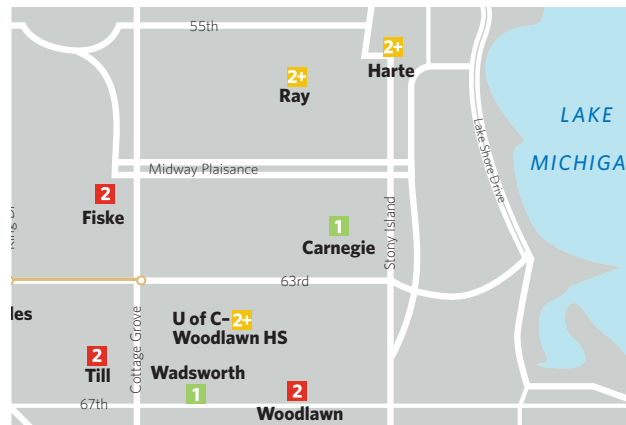 55th
2+
Harte
2+
Ray
LAKE
MICHIGA
Lake Shore Drive
Midway Plaisance
2
Fiske
1
Carnegie
Stony Island
63rd
les
U of C– 2+
Woodlawn HS
Cottage Grove
2
Till
Wadsworth
1
2
Woodlawn
67th